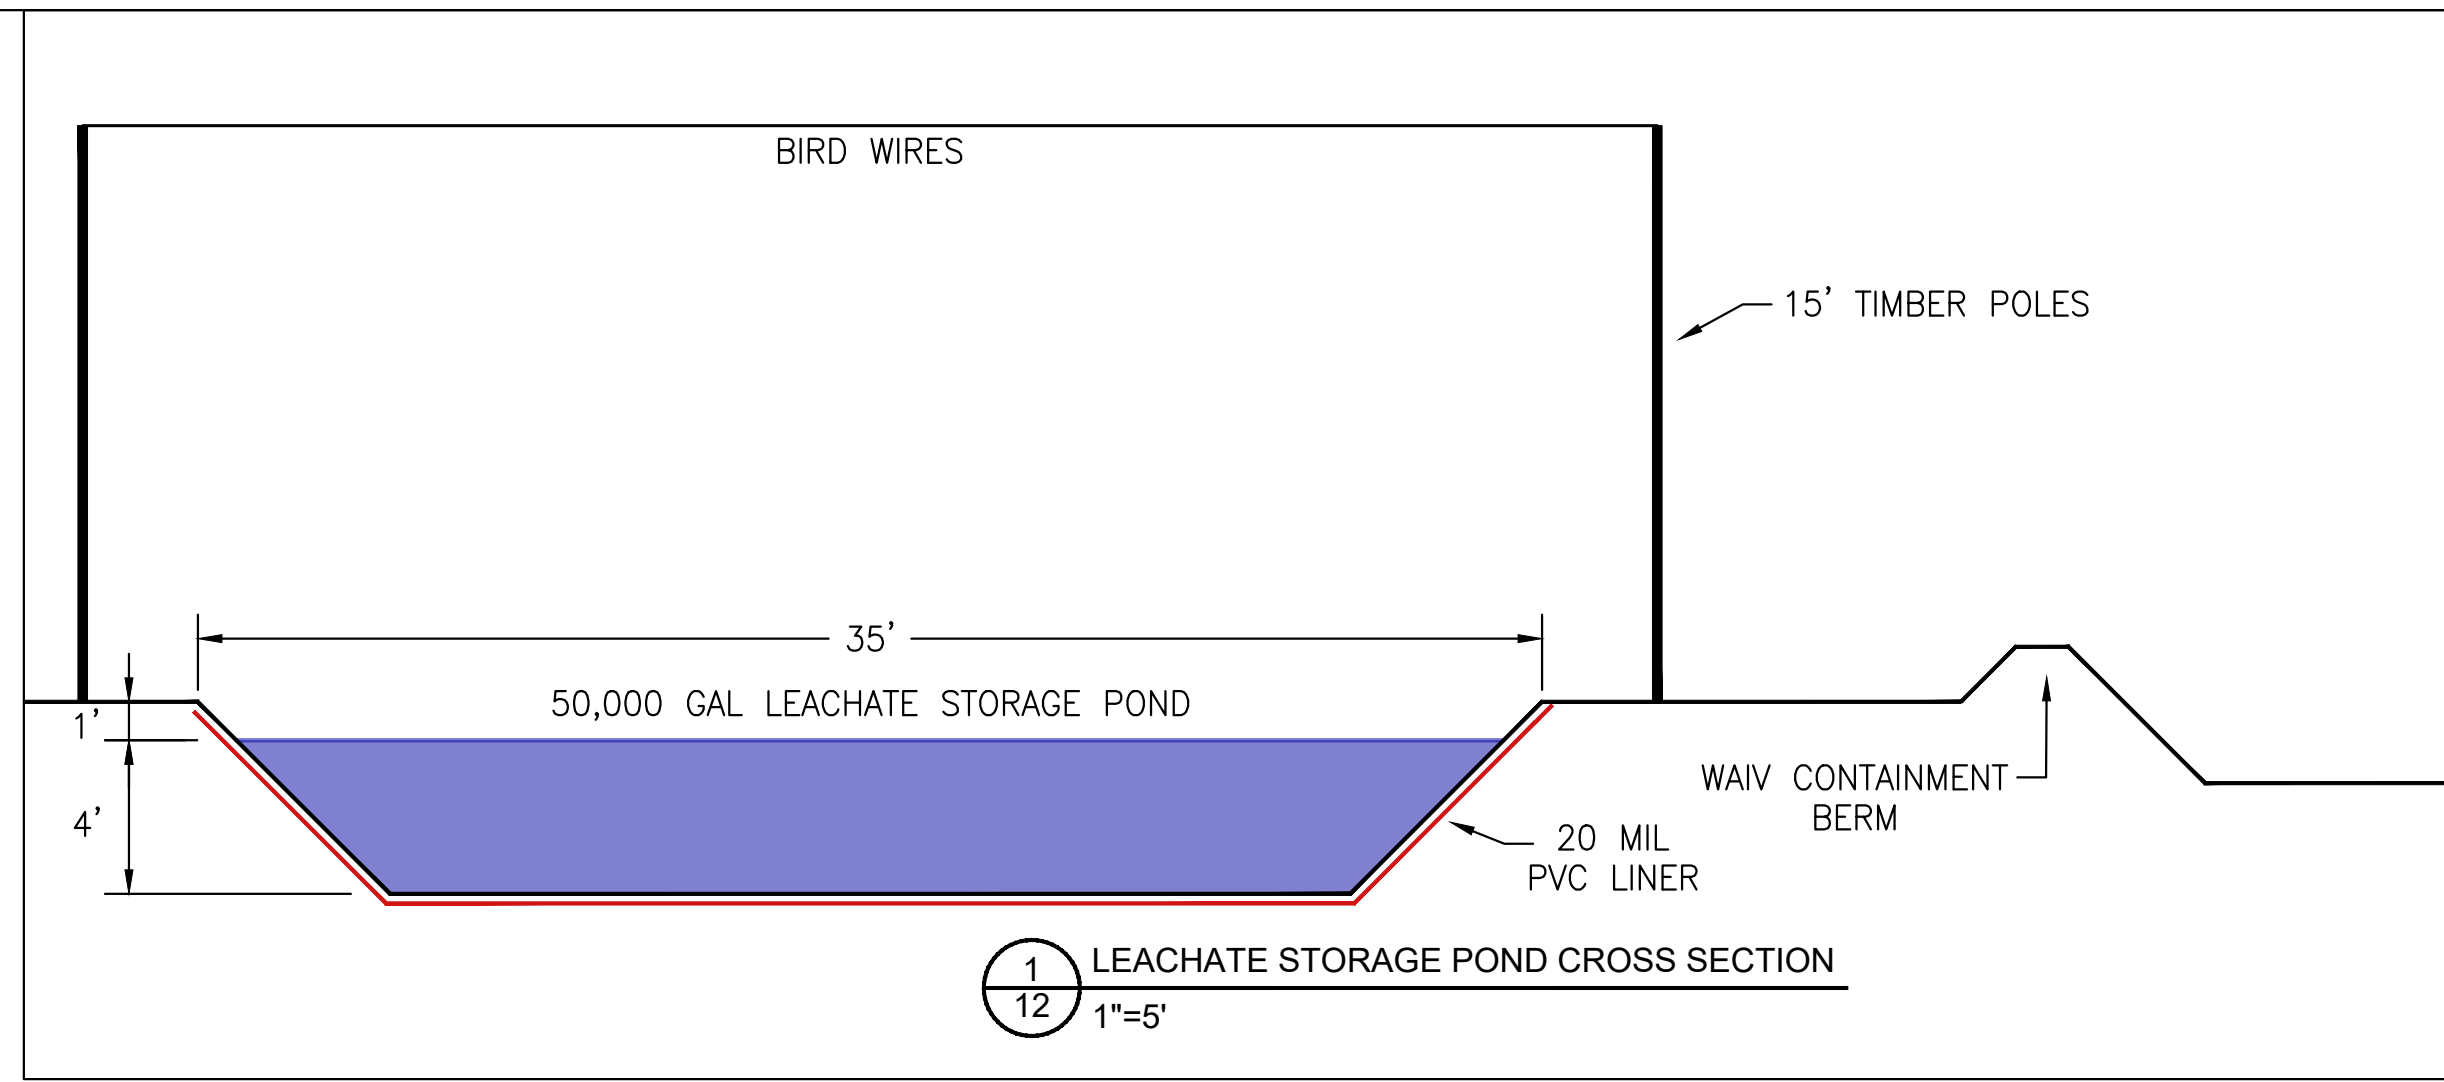 BIRD WIRES
15' TIMBER POLES
35'
50,000 GAL LEACHATE STORAGE POND
1'
4'
WAIV CONTAINMENT
BERM
20 MIL
PVC LINER
1
12
LEACHATE STORAGE POND CROSS SECTION
1"=5'